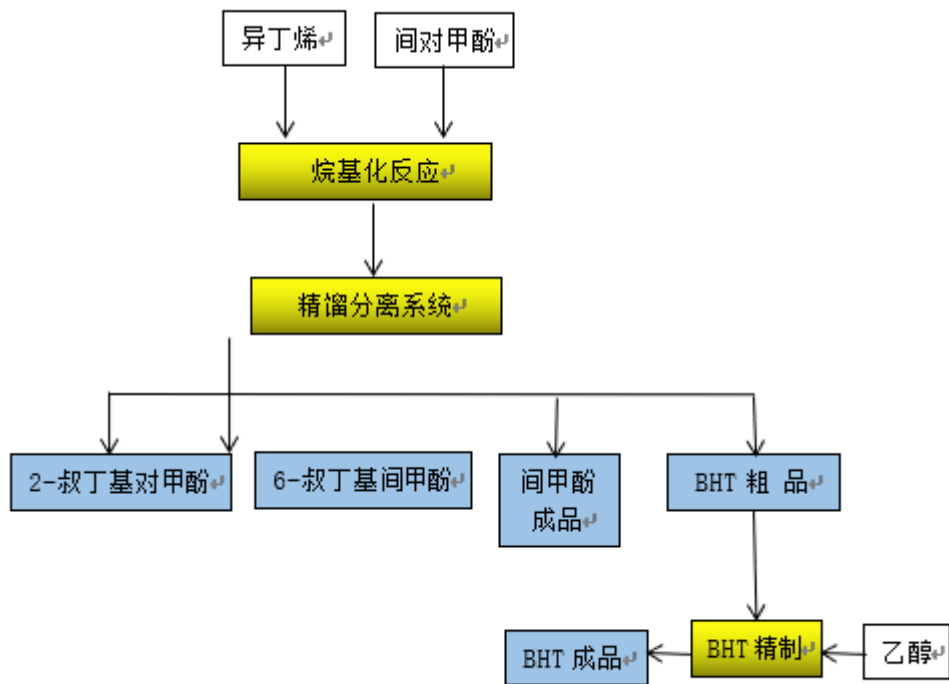 异丁烯
间对甲酚
烷基化反应
精馏分离系统
2-叔丁基对甲酚
6-叔丁基间甲酚
间甲酚
成品
BHT 粗 品
BHT 成品
BHT 精制
乙醇